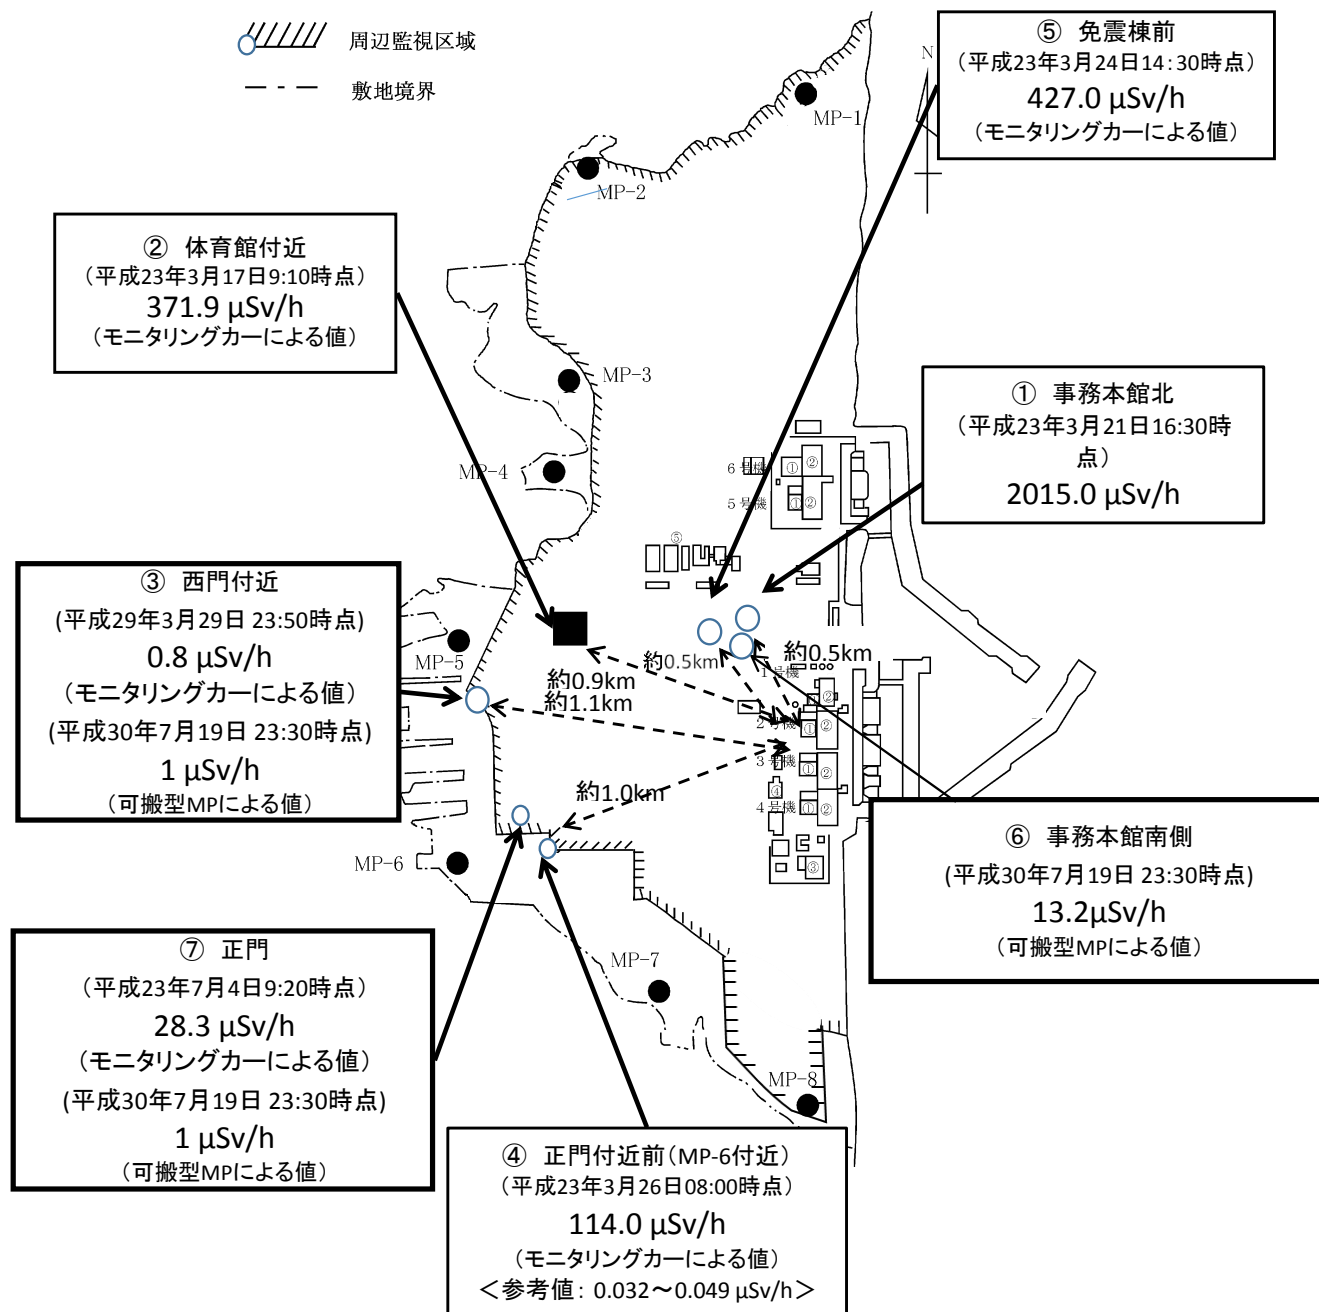 周辺監視区域
敷地境界
⑤ 免震棟前
(平成23年3月24日14:30時点)
427.0 μSv/h
(モニタリングカーによる値)
N
MP-1
MP-2
② 体育館付近
(平成23年3月17日9:10時点)
371.9 μSv/h
(モニタリングカーによる値)
MP-3
① 事務本館北
(平成23年3月21日16:30時
点)
2015.0 μSv/h
MP-4
6号機
①
②
5号機
①
②
⑤
③ 西門付近
(平成29年3月29日 23:50時点)
0.8 μSv/h
(モニタリングカーによる値)
(平成30年7月19日 23:30時点)
1 μSv/h
(可搬型MPによる値)
MP-5
約0.5km
約0.5km
1号機
②
約0.9km
約1.1km
2号機
①
②
3号機
①
②
約1.0km
④
4号機
①
②
③
MP-6
⑥ 事務本館南側
(平成30年7月19日 23:30時点)
13.2μSv/h
(可搬型MPによる値)
⑦ 正門
(平成23年7月4日9:20時点)
28.3 μSv/h
(モニタリングカーによる値)
(平成30年7月19日 23:30時点)
1 μSv/h
(可搬型MPによる値)
MP-7
MP-8
④ 正門付近前(MP-6付近)
(平成23年3月26日08:00時点)
114.0 μSv/h
(モニタリングカーによる値)
<参考値: 0.032~0.049 μSv/h>